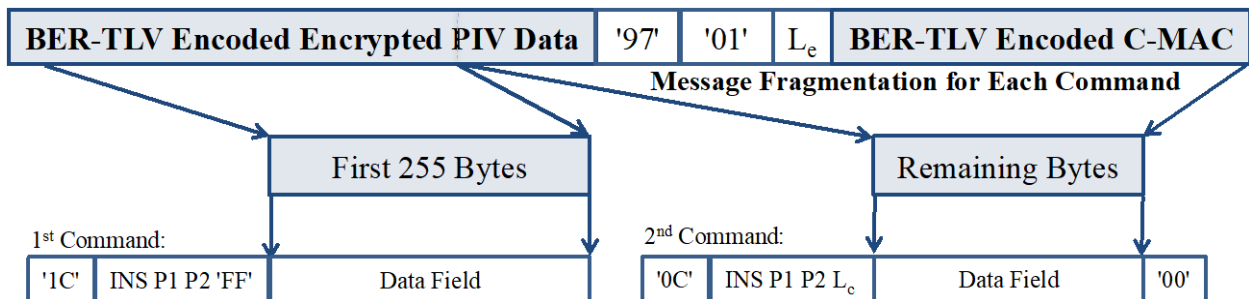 BER-TLV Encoded Encrypted PIV Data '97' '01' Le BER-TLV Encoded C-MAC
Message Fragmentation for Each Command
First 255 Bytes Remaining Bytes
1st Command: 2nd Command:
'1C' INS P1 P2 'FF' Data Field '0C' INS P1 P2 Lc Data Field '00'